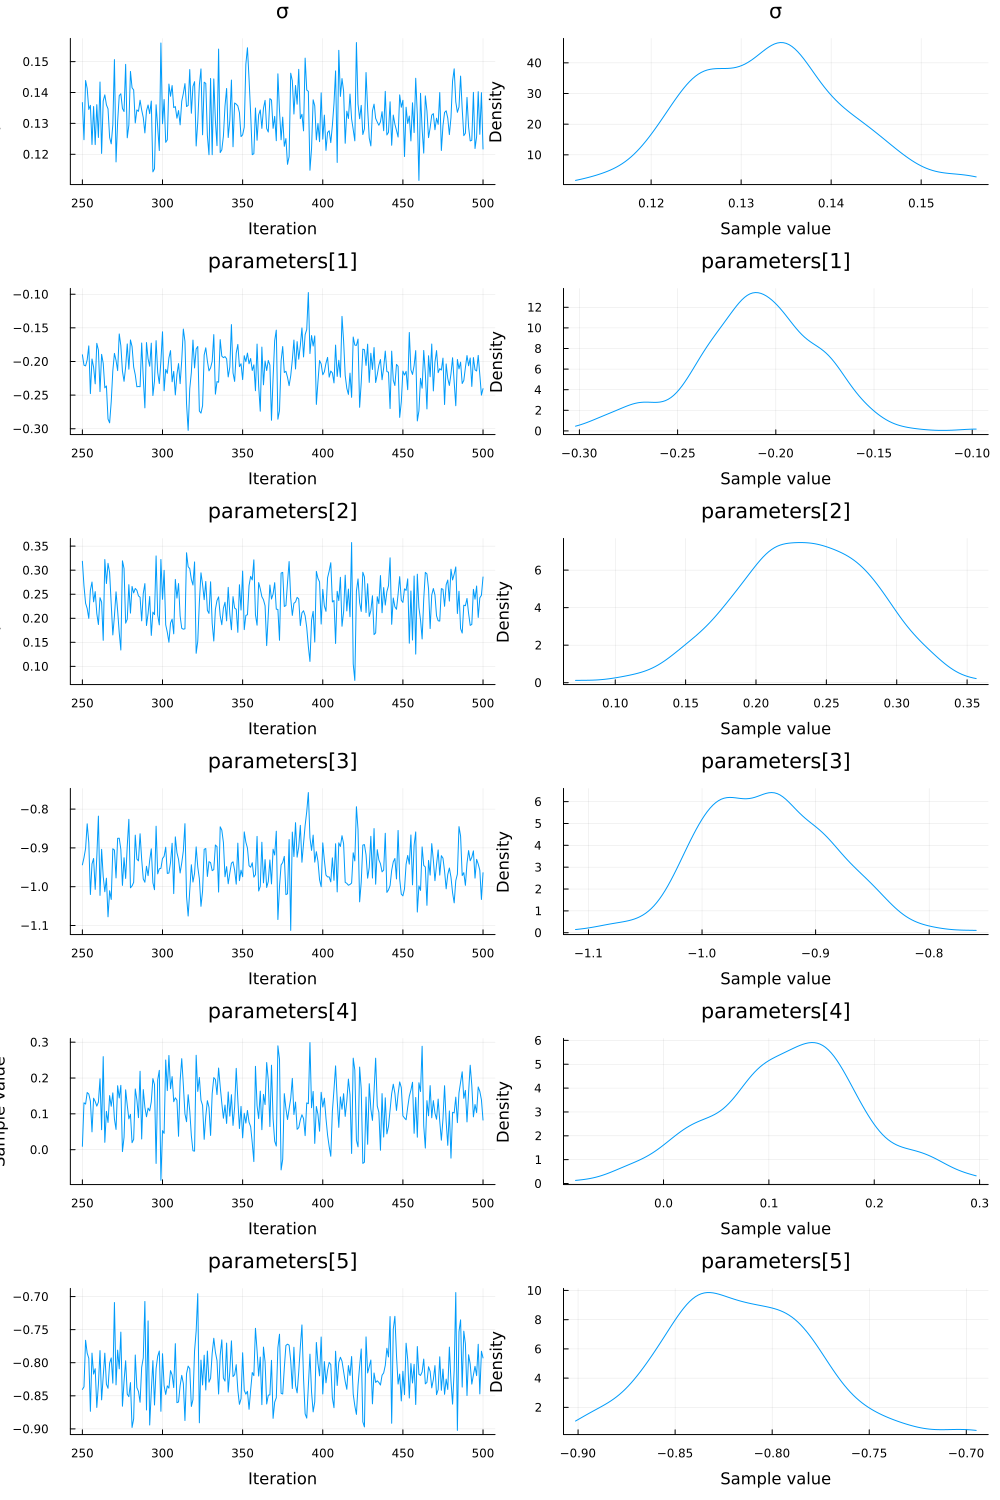 σ σ
0.15
0.14
0.13
0.12
250 300 350 400 450 500
Iteration
Density
40
30
20
10
0.12 0.13 0.14 0.15
Sample value
parameters[1] parameters[1]
−0.10
−0.15
−0.20
−0.25
−0.30
250 300 350 400 450 500
Iteration
Density
12
10
8
6
4
2
0
−0.30 −0.25 −0.20 −0.15 −0.10
Sample value
parameters[2] parameters[2]
0.35
0.30
0.25
0.20
0.15
0.10
250 300 350 400 450 500
Iteration
Density
6
4
2
0
0.10 0.15 0.20 0.25 0.30 0.35
Sample value
parameters[3] parameters[3]
−0.8
−0.9
−1.0
−1.1
250 300 350 400 450 500
Iteration
Density
6
5
4
3
2
1
0
−1.1 −1.0 −0.9 −0.8
Sample value
parameters[4] parameters[4]
Sample value
0.3
0.2
0.1
0.0
250 300 350 400 450 500
Iteration
Density
6
5
4
3
2
1
0
0.0 0.1 0.2 0.3
Sample value
parameters[5] parameters[5]
−0.70
−0.75
−0.80
−0.85
−0.90
250 300 350 400 450 500
Iteration
Density
10
8
6
4
2
−0.90 −0.85 −0.80 −0.75 −0.70
Sample value